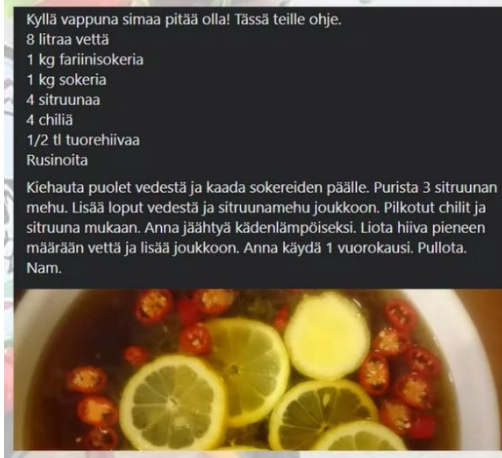 Kyllä vappuna simaa pitää olla! Tässä teille ohje.
8 litraa vettä
1 kg fariinisokeria
1 kg sokeria
4 sitruunaa
4 chiliä
1/2 tl tuorehiivaa
Rusinoita
Kiehauta puolet vedestä ja kaada sokereiden päälle. Purista 3 sitruunan
mehu. Lisää loput vedestä ja sitruunamehu joukkoon. Pilkotut chilit ja
sitruuna mukaan. Anna jäähtyä kädenlämpöiseksi. Liota hiiva pieneen
määrään vettä ja lisää joukkoon. Anna käydä 1 vuorokausi. Pullota.
Nam.